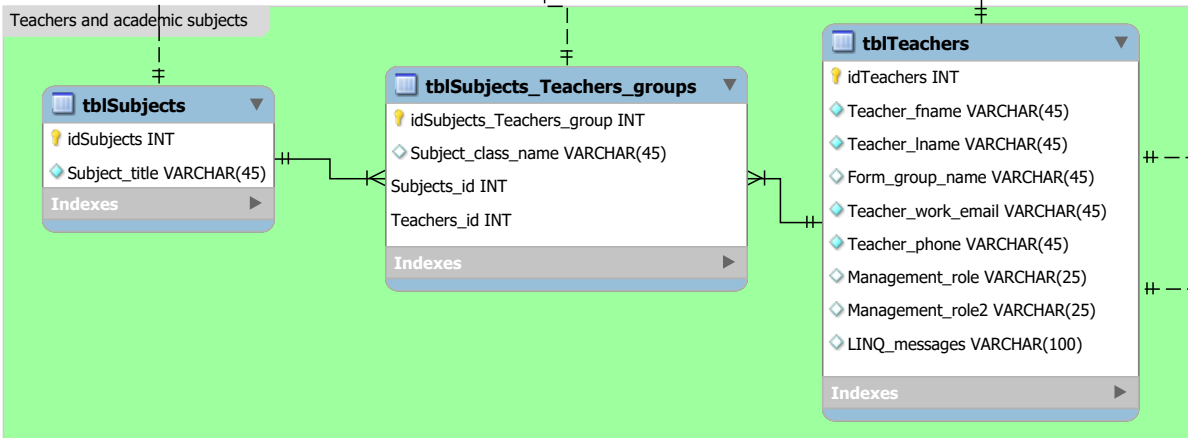 Teachers and academic subjects
tblSubjects
idSubjects INT
Subject_title VARCHAR(45)
Indexes
tblSubjects_Teachers_groups
idSubjects_Teachers_group INT
Subject_class_name VARCHAR(45)
Subjects_id INT
Teachers_id INT
Indexes
tblTeachers
idTeachers INT
Teacher_fname VARCHAR(45)
Teacher_lname VARCHAR(45)
Form_group_name VARCHAR(45)
Teacher_work_email VARCHAR(45)
Teacher_phone VARCHAR(45)
Management_role VARCHAR(25)
Management_role2 VARCHAR(25)
LINQ_messages VARCHAR(100)
Indexes